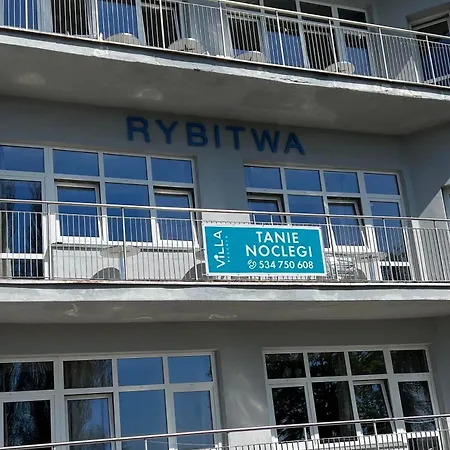 RYBITWA
VILLA
TANIE
NOCLEGI
534 750 608